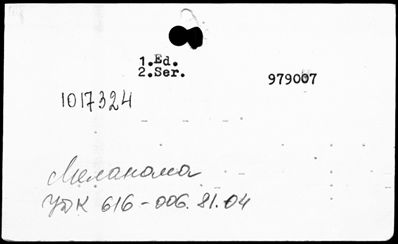 1.Ed.
2.Ser.
979007
1017324
Меланома
УДК 616-006.81.04